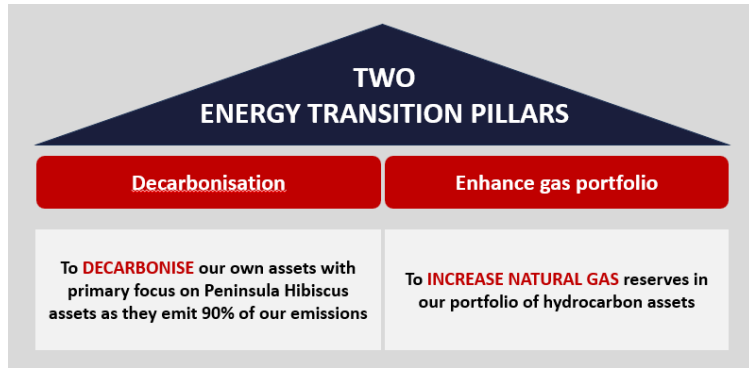 TWO
ENERGY TRANSITION PILLARS
Decarbonisation
Enhance gas portfolio
To DECARBONISE our own assets with
primary focus on Peninsula Hibiscus
assets as they emit 90% of our emissions
To INCREASE NATURAL GAS reserves in
our portfolio of hydrocarbon assets